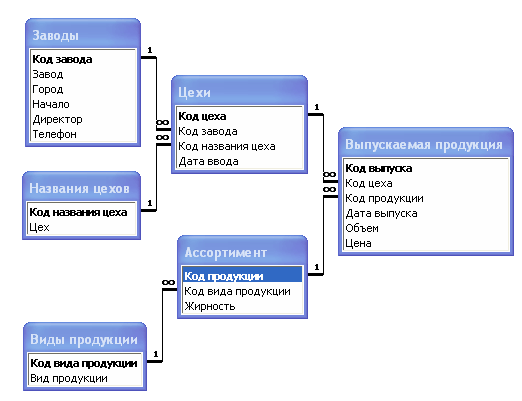 Заводы
Код завода
Завод
Город
Начало
Директор
Телефон
1
∞
∞
Цехи
Код цеха
Код завода
Код названия цеха
Дата ввода
1
Названия цехов
Код названия цеха
Цех
1
Выпускаемая продукция
Код выпуска
Код цеха
Код продукции
Дата выпуска
Объем
Цена
∞
∞
Ассортимент
Код продукции
Код вида продукции
Жирность
1
∞
Виды продукции
Код вида продукции
Вид продукции
1